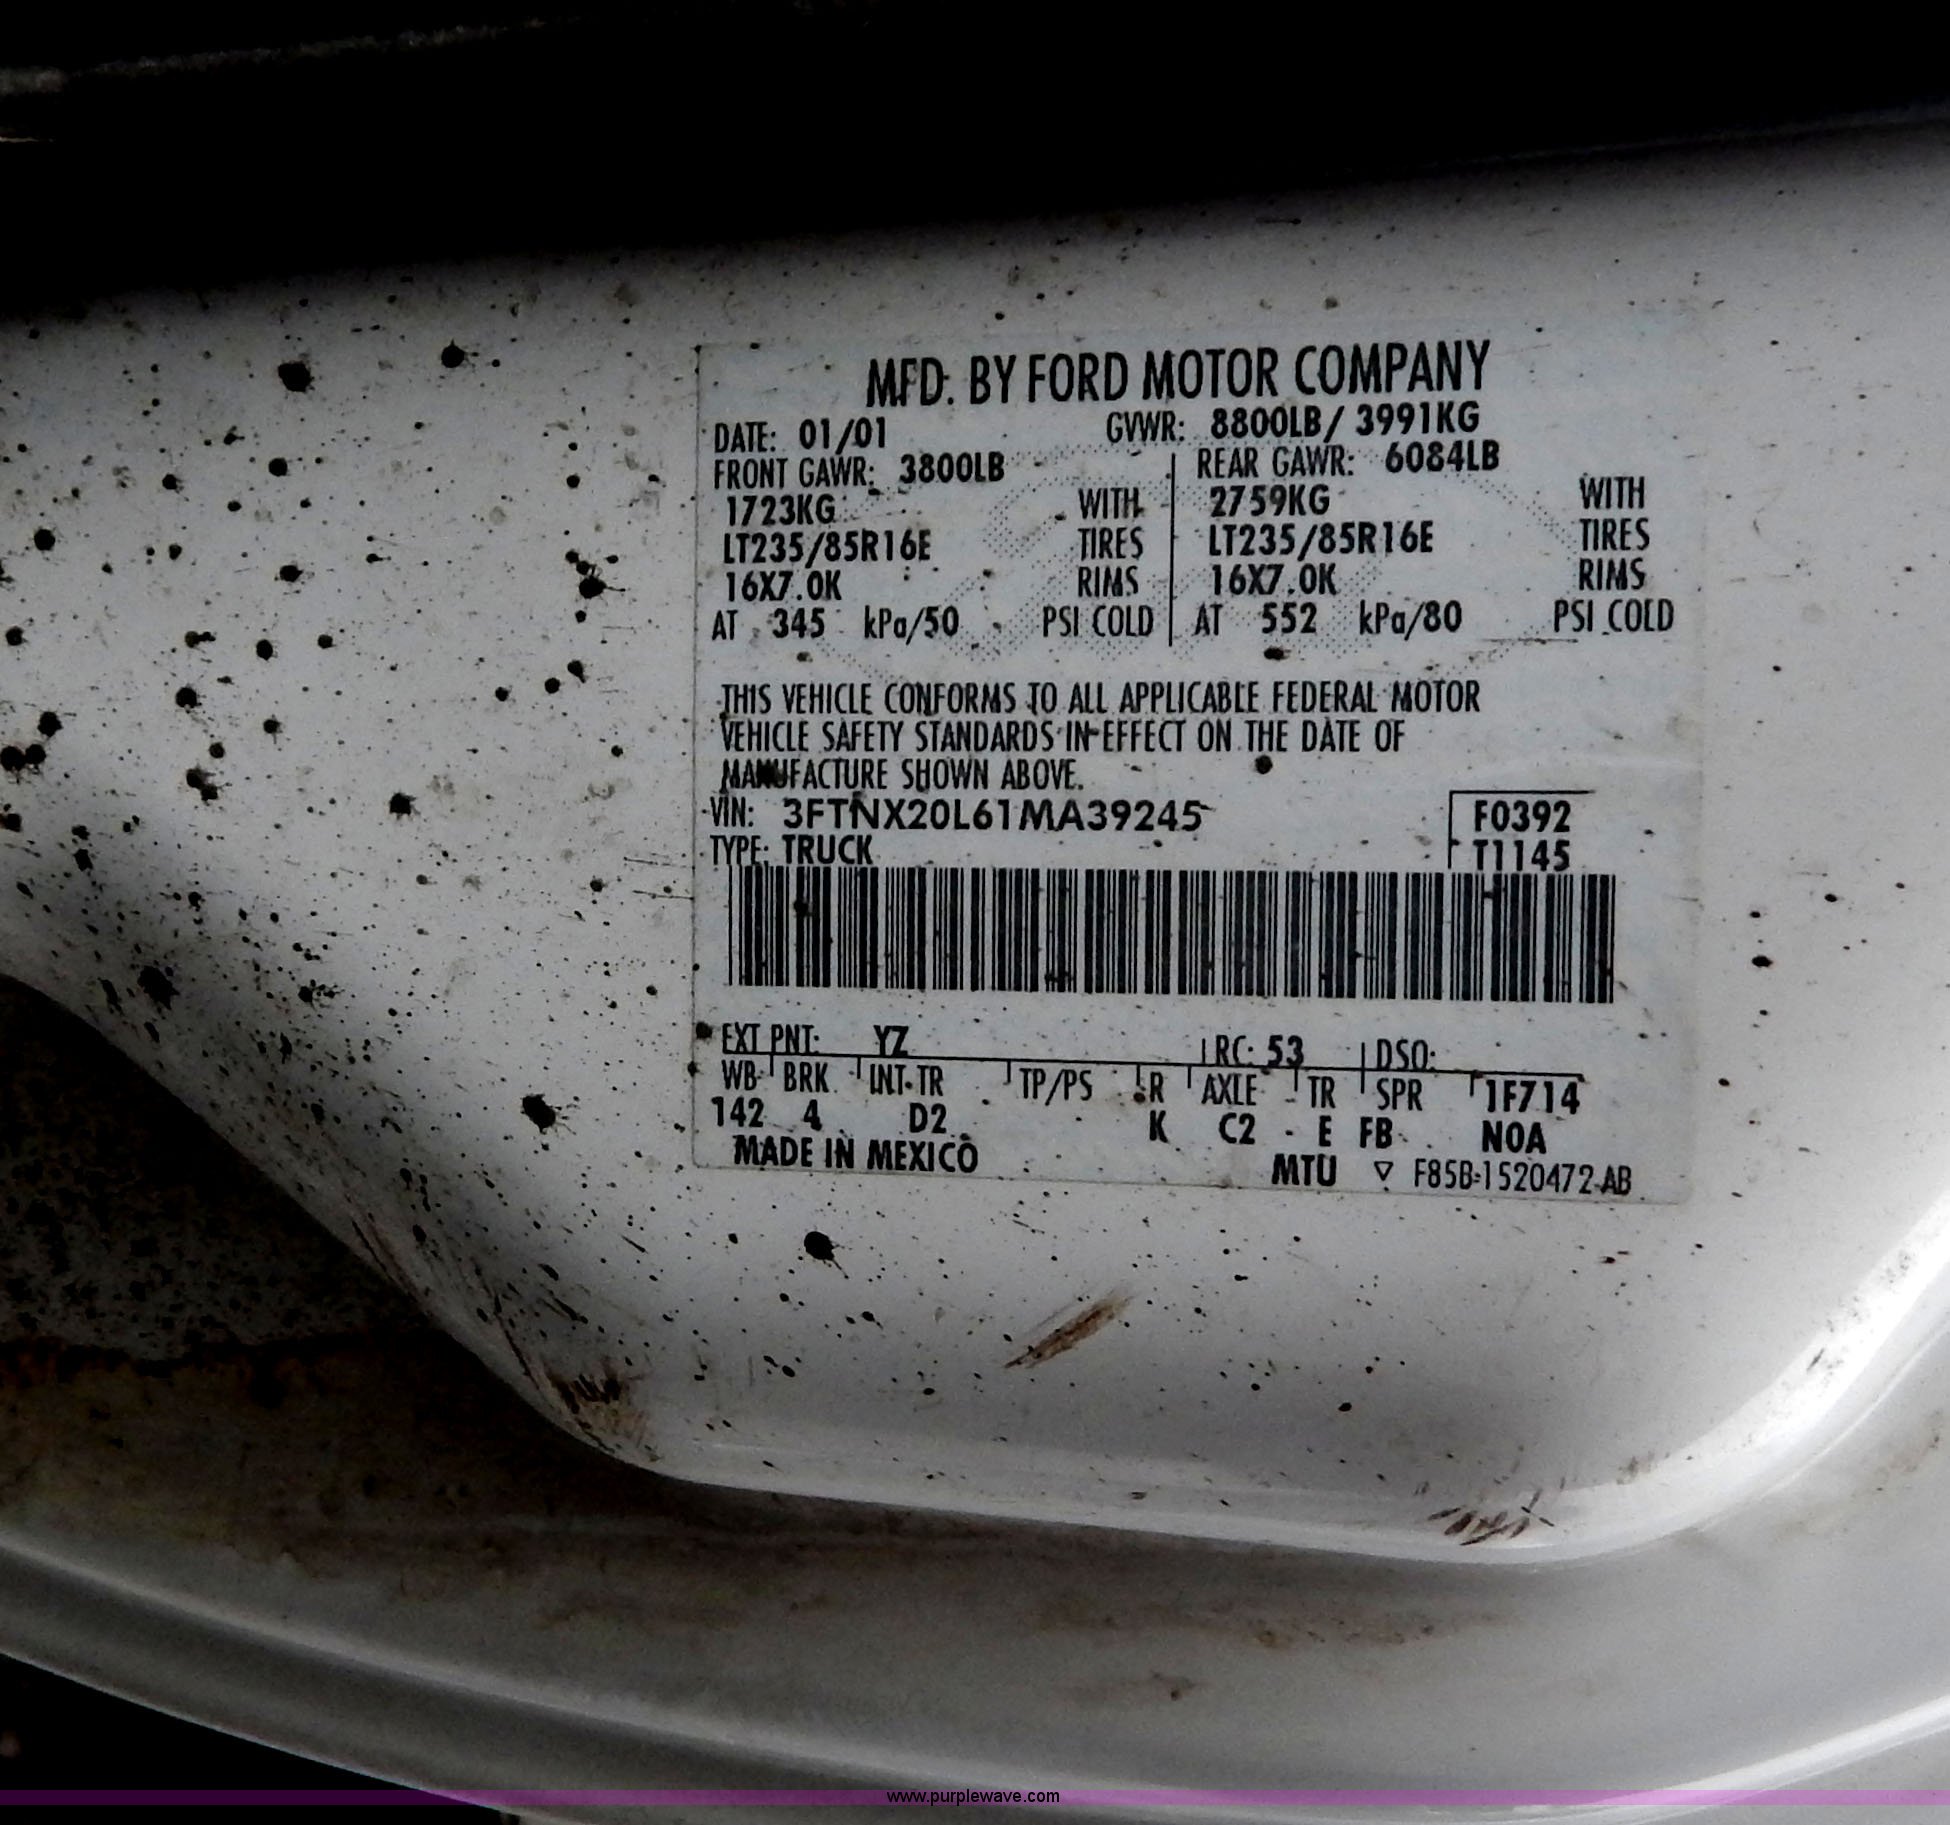 MFD. BY FORD MOTOR COMPANY
DATE: 01/01 GVWR: 8800LB/ 3991KG
FRONT GAWR: 3800LB REAR GAWR: 6084LB
1723KG WITH 2759KG WITH
LT235/85R16E TIRES LT235/85R16E TIRES
16X7.0K RIMS 16X7.0K RIMS
AT 345 kPa/50 PSI COLD AT 552 kPa/80 PSI COLD
THIS VEHICLE CONFORMS TO ALL APPLICABLE FEDERAL MOTOR
VEHICLE SAFETY STANDARDS IN EFFECT ON THE DATE OF
MANUFACTURE SHOWN ABOVE.
VIN: 3FTNX20L61MA39245 F0392
TYPE: TRUCK T1145
EXT PNT: YZ RC: 53 DSO:
WB BRK INT TR TP/PS R AXLE TR SPR 1F714
142 4 D2 K C2 E FB NOA
MADE IN MEXICO MTU ▽ F85B-1520472-AB
www.purplewave.com